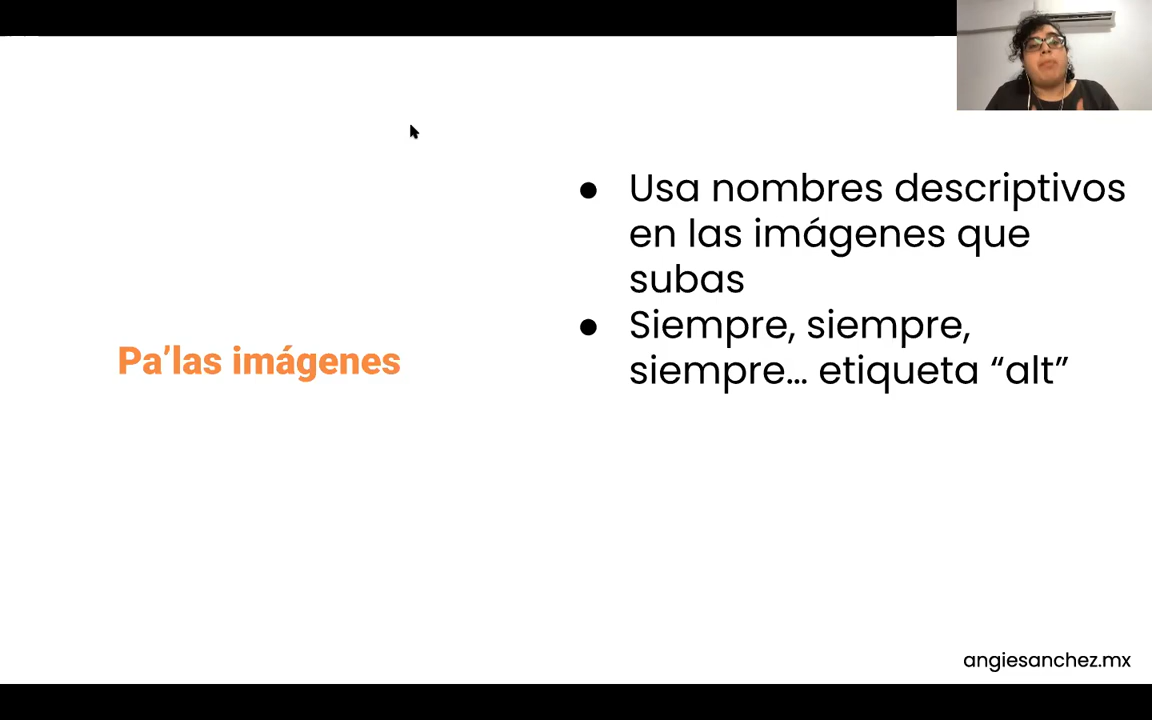 Pa’las imágenes
● Usa nombres descriptivos
en las imágenes que
subas
● Siempre, siempre,
siempre... etiqueta “alt”
angiesanchez.mx